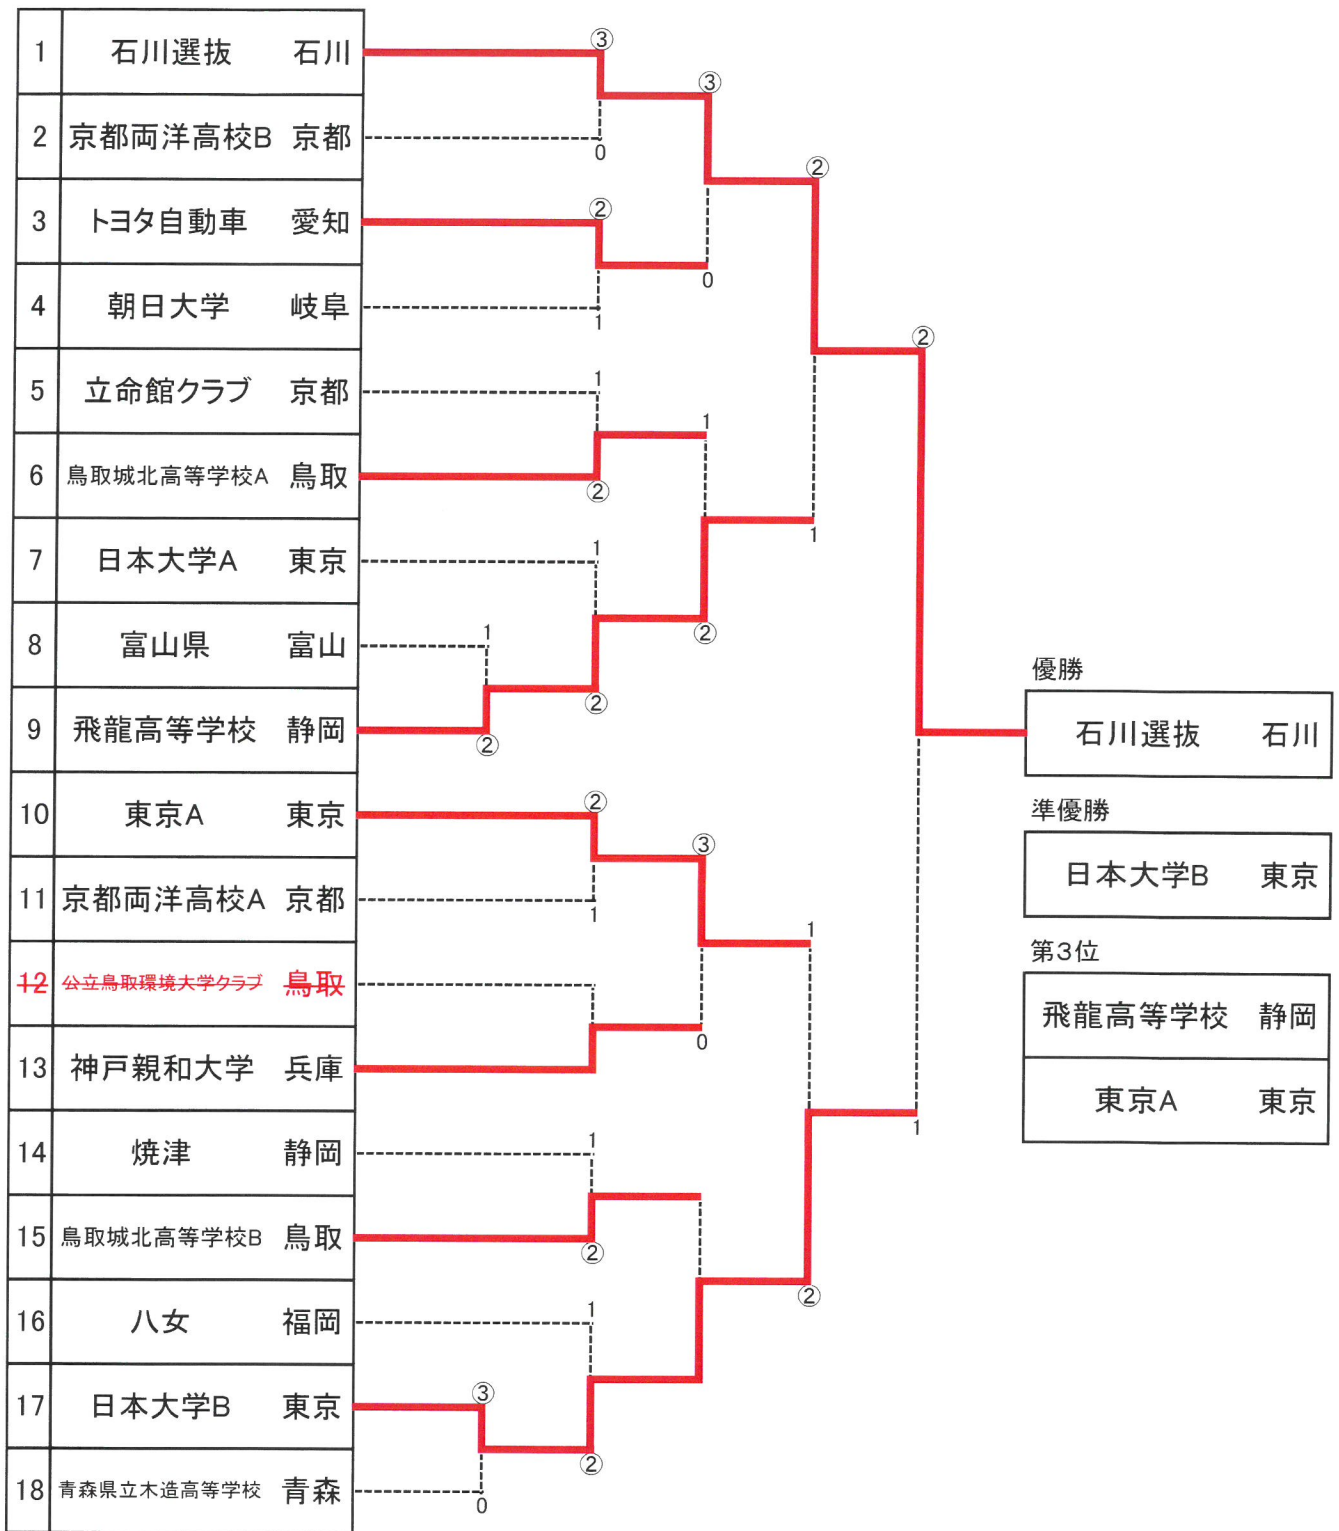 1 石川選抜 石川
2 京都両洋高校B 京都
3 トヨタ自動車 愛知
4 朝日大学 岐阜
5 立命館クラブ 京都
6 鳥取城北高等学校A 鳥取
7 日本大学A 東京
8 富山県 富山
9 飛龍高等学校 静岡
10 東京A 東京
11 京都両洋高校A 京都
12 公立鳥取環境大学クラブ 鳥取
13 神戸親和大学 兵庫
14 焼津 静岡
15 鳥取城北高等学校B 鳥取
16 八女 福岡
17 日本大学B 東京
18 青森県立木造高等学校 青森
③
0
②
1
1
②
1
1
②
②
②
1
1
②
1
②
③
0
②
③
0
1
②
③
0
②
1
1
②
②
1
優勝
石川選抜 石川
準優勝
日本大学B 東京
第3位
飛龍高等学校 静岡
東京A 東京